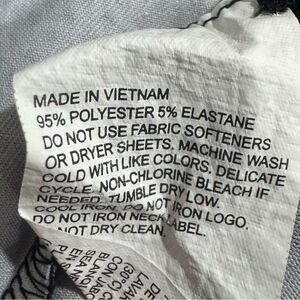 MADE IN VIETNAM
95% POLYESTER 5% ELASTANE
DO NOT USE FABRIC SOFTENERS
OR DRYER SHEETS. MACHINE WASH
COLD WITH LIKE COLORS. DELICATE
CYCLE. NON-CHLORINE BLEACH IF
NEEDED. TUMBLE DRY LOW.
COOL IRON. DO NOT IRON LOGO.
DO NOT IRON NECK LABEL.
NOT DRY CLEAN.